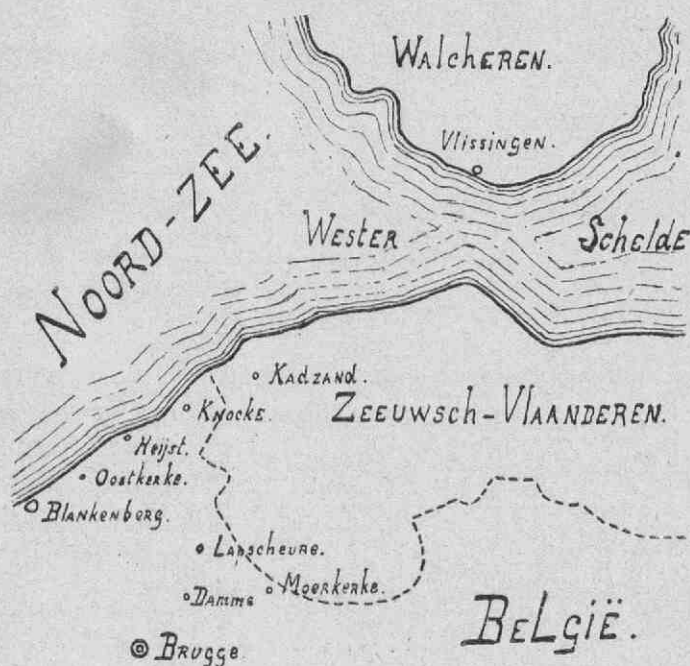 WALCHEREN.
Vlissingen.
NOORD-ZEE.
WESTER SCHELDE
KADZAND.
KNOCKE.
ZEEUWSCH-VLAANDEREN.
Heijst.
Oostkerke.
BLANKENBERG.
LAPSCHEURE.
MOERKERKE.
DAMME
BELGIË.
BRUGGE